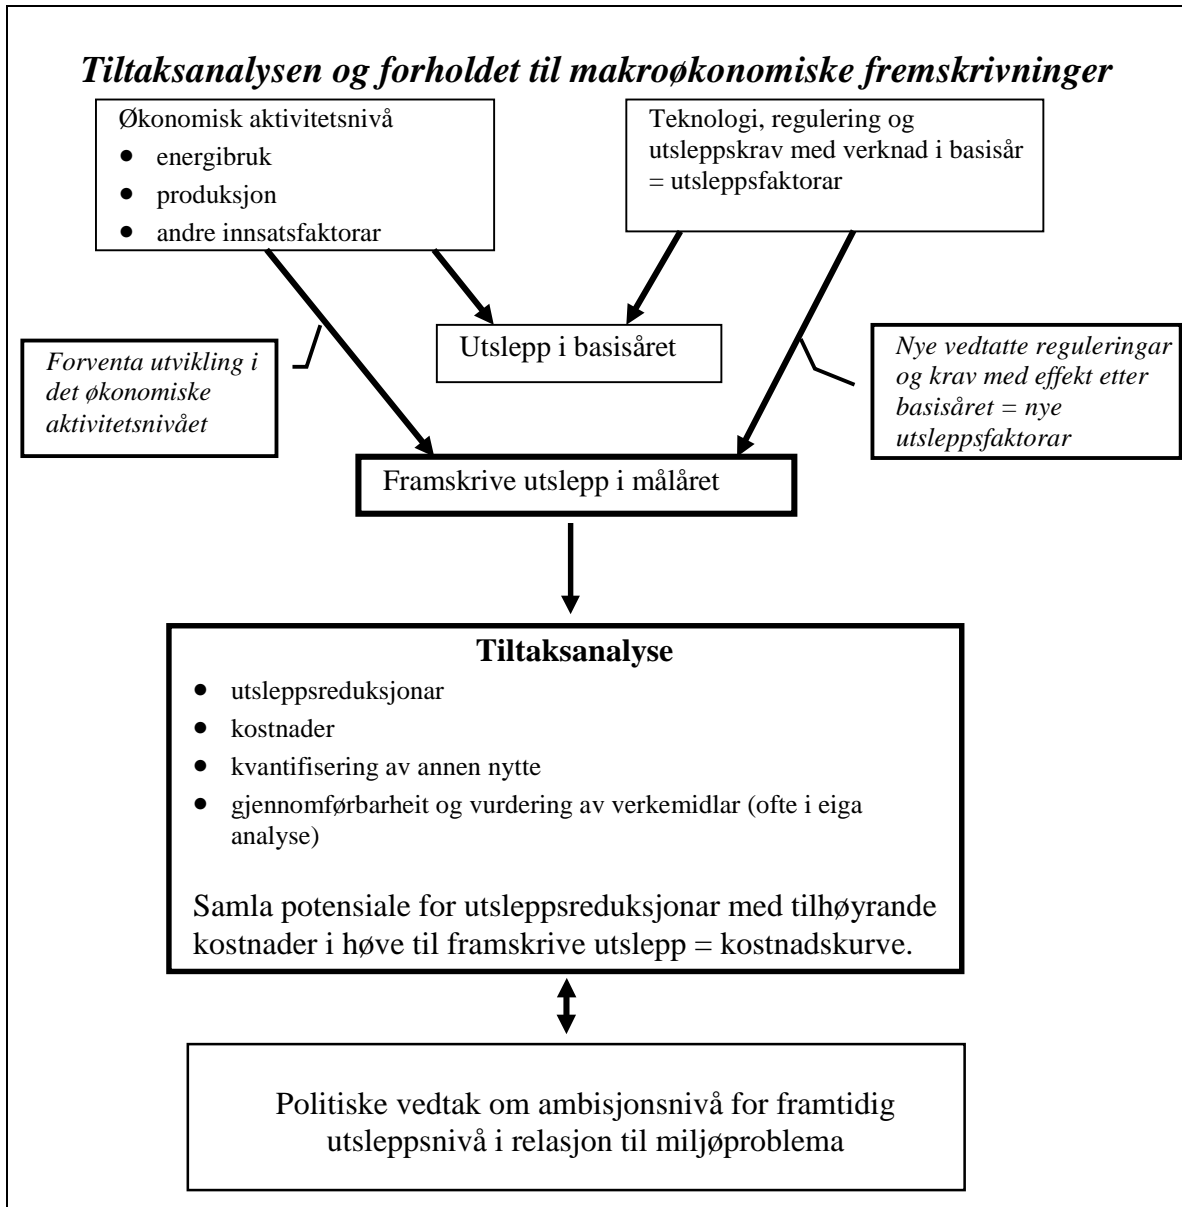 Tiltaksanalysen og forholdet til makroøkonomiske fremskrivninger
Økonomisk aktivitetsnivå
• energibruk
• produksjon
• andre innsatsfaktorar
Teknologi, regulering og
utsleppskrav med verknad i basisår
= utsleppsfaktorar
Utslepp i basisåret
Forventa utvikling i
det økonomiske
aktivitetsnivået
Nye vedtatte reguleringar
og krav med effekt etter
basisåret = nye
utsleppsfaktorar
Framskrive utslepp i målåret
Tiltaksanalyse
• utsleppsreduksjonar
• kostnader
• kvantifisering av annen nytte
• gjennomførbarheit og vurdering av verkemidlar (ofte i eiga
analyse)
Samla potensiale for utsleppsreduksjonar med tilhøyrande
kostnader i høve til framskrive utslepp = kostnadskurve.
Politiske vedtak om ambisjonsnivå for framtidig
utsleppsnivå i relasjon til miljøproblema